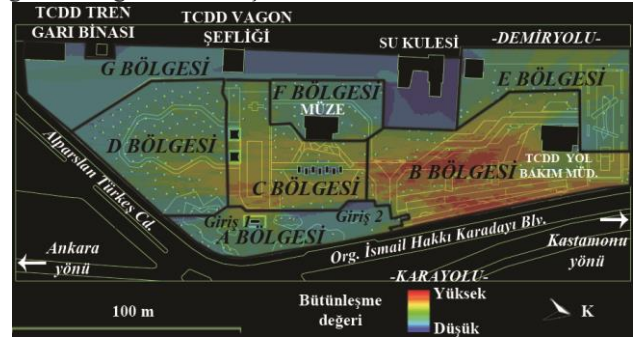 TCDD TREN
GARI BİNASI
TCDD VAGON
ŞEFLİĞİ
SU KULESİ
-DEMİRYOLU-
G BÖLGESİ
F BÖLGESİ
MÜZE
E BÖLGESİ
D BÖLGESİ
B BÖLGESİ
TCDD YOL
BAKIM MÜD.
C BÖLGESİ
Alparslan Türkeş Cd.
Giriş 1
Giriş 2
A BÖLGESİ
Org. İsmail Hakkı Karadayı Blv.
Ankara
yönü
Kastamonu
yönü
-KARAYOLU-
100 m
Bütünleşme
değeri
Yüksek
Düşük
K